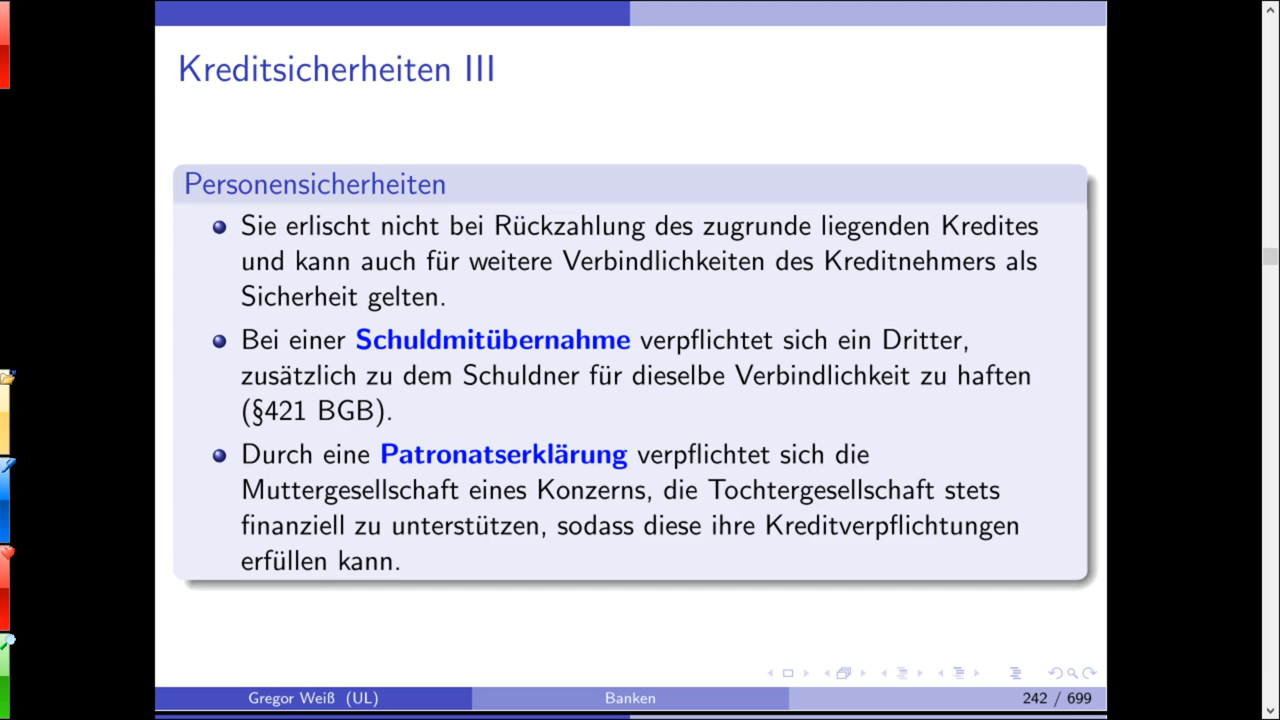 Kreditsicherheiten III
Personensicherheiten
Sie erlischt nicht bei Rückzahlung des zugrunde liegenden Kredites
und kann auch für weitere Verbindlichkeiten des Kreditnehmers als
Sicherheit gelten.
Bei einer Schuldmitübernahme verpflichtet sich ein Dritter,
zusätzlich zu dem Schuldner für dieselbe Verbindlichkeit zu haften
(§421 BGB).
Durch eine Patronatserklärung verpflichtet sich die
Muttergesellschaft eines Konzerns, die Tochtergesellschaft stets
finanziell zu unterstützen, sodass diese ihre Kreditverpflichtungen
erfüllen kann.
Gregor Weiß (UL) Banken 242 / 699